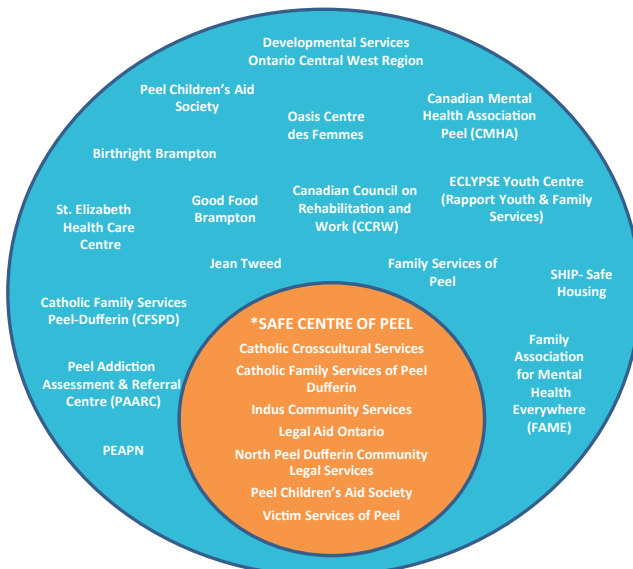 Developmental Services
Ontario Central West Region
Peel Children's Aid
Society
Oasis Centre
des Femmes
Canadian Mental
Health Association
Peel (CMHA)
Birthright Brampton
St. Elizabeth
Health Care
Centre
Good Food
Brampton
Canadian Council on
Rehabilitation and
Work (CCRW)
ECLYPSE Youth Centre
(Rapport Youth & Family
Services)
Jean Tweed
Family Services of
Peel
SHIP- Safe
Housing
Catholic Family Services
Peel-Dufferin (CFSPD)
Peel Addiction
Assessment & Referral
Centre (PAARC)
PEAPN
Family
Association
for Mental
Health
Everywhere
(FAME)
*SAFE CENTRE OF PEEL
Catholic Crosscultural Services
Catholic Family Services of Peel
Dufferin
Indus Community Services
Legal Aid Ontario
North Peel Dufferin Community
Legal Services
Peel Children's Aid Society
Victim Services of Peel